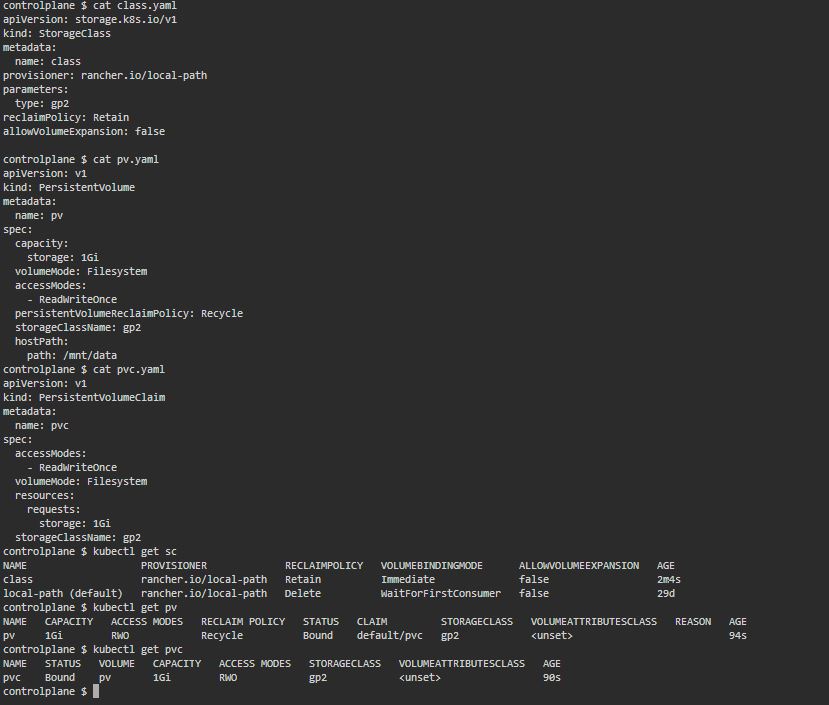 controlplane $ cat class.yaml
apiVersion: storage.k8s.io/v1
kind: StorageClass
metadata:
  name: class
provisioner: rancher.io/local-path
parameters:
  type: gp2
reclaimPolicy: Retain
allowVolumeExpansion: false

controlplane $ cat pv.yaml
apiVersion: v1
kind: PersistentVolume
metadata:
  name: pv
spec:
  capacity:
    storage: 1Gi
  volumeMode: Filesystem
  accessModes:
    - ReadWriteOnce
  persistentVolumeReclaimPolicy: Recycle
  storageClassName: gp2
  hostPath:
    path: /mnt/data
controlplane $ cat pvc.yaml
apiVersion: v1
kind: PersistentVolumeClaim
metadata:
  name: pvc
spec:
  accessModes:
    - ReadWriteOnce
  volumeMode: Filesystem
  resources:
    requests:
      storage: 1Gi
  storageClassName: gp2
controlplane $ kubectl get sc
NAME                   PROVISIONER             RECLAIMPOLICY   VOLUMEBINDINGMODE      ALLOWVOLUMEEXPANSION   AGE
class                  rancher.io/local-path   Retain          Immediate              false                  2m4s
local-path (default)   rancher.io/local-path   Delete          WaitForFirstConsumer   false                  29d
controlplane $ kubectl get pv
NAME   CAPACITY   ACCESS MODES   RECLAIM POLICY   STATUS   CLAIM         STORAGECLASS   VOLUMEATTRIBUTESCLASS   REASON   AGE
pv     1Gi        RWO            Recycle          Bound    default/pvc   gp2            <unset>                          94s
controlplane $ kubectl get pvc
NAME   STATUS   VOLUME   CAPACITY   ACCESS MODES   STORAGECLASS   VOLUMEATTRIBUTESCLASS   AGE
pvc    Bound    pv       1Gi        RWO            gp2            <unset>                 90s
controlplane $